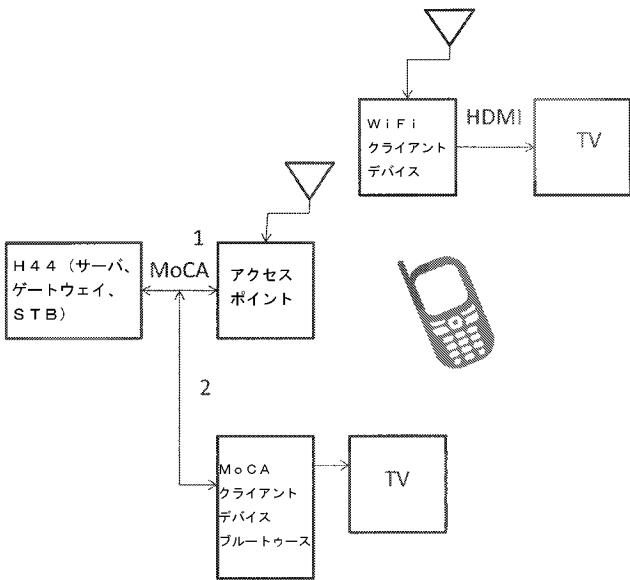 WiFi
クライアント
デバイス
HDMI
TV
H44（サーバ、
ゲートウェイ、
STB）
MoCA
1
アクセス
ポイント
2
MoCA
クライアント
デバイス
ブルートゥース
TV